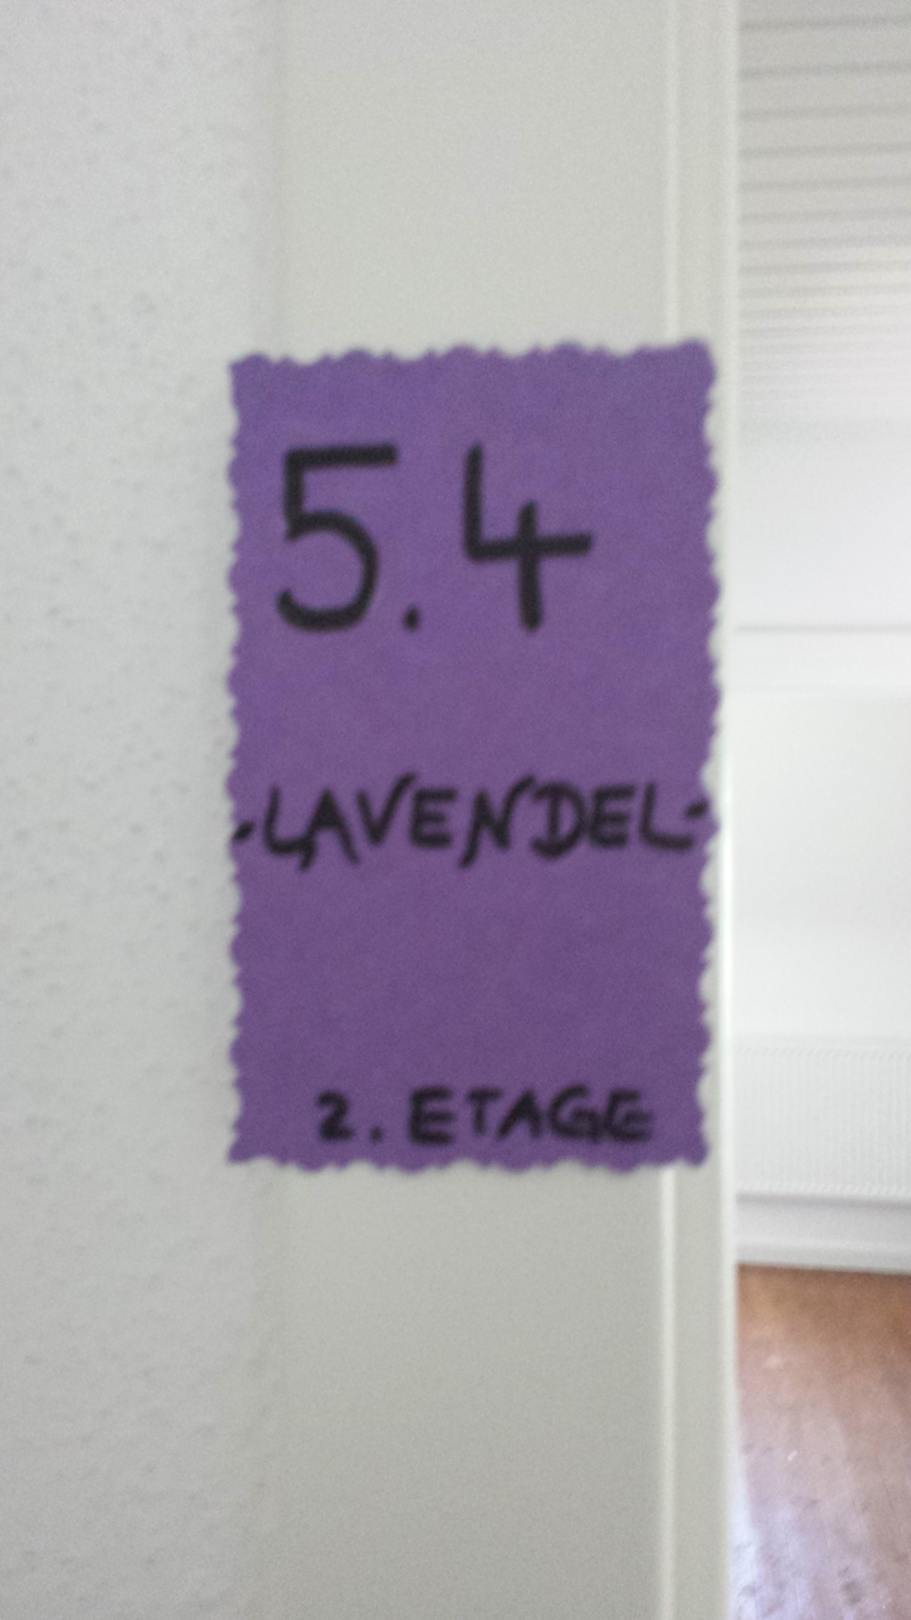 5.4
-LAVENDEL-
2. ETAGE